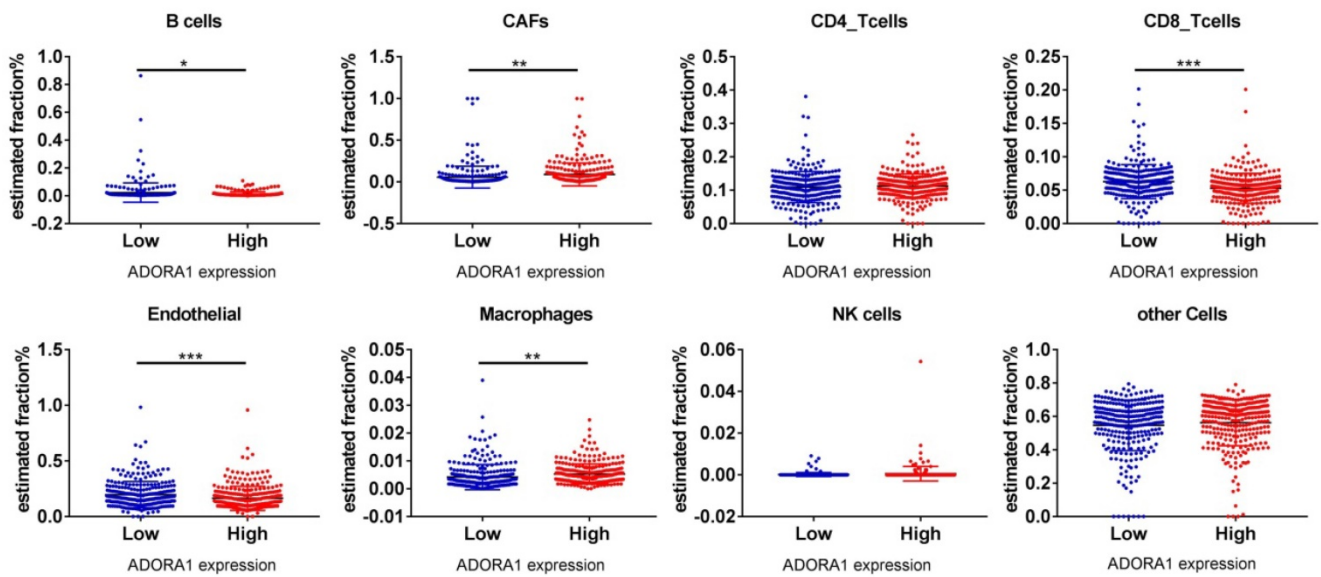 B cells
estimated fraction%
1.0
0.8
0.6
0.4
0.2
0.0
-0.2
*
Low High
ADORA1 expression
CAFs
estimated fraction%
1.5
1.0
0.5
0.0
-0.5
**
Low High
ADORA1 expression
CD4_Tcells
estimated fraction%
0.5
0.4
0.3
0.2
0.1
0.0
Low High
ADORA1 expression
CD8_Tcells
estimated fraction%
0.25
0.20
0.15
0.10
0.05
0.00
***
Low High
ADORA1 expression
Endothelial
estimated fraction%
1.5
1.0
0.5
0.0
***
Low High
ADORA1 expression
Macrophages
estimated fraction%
0.05
0.04
0.03
0.02
0.01
0.00
-0.01
**
Low High
ADORA1 expression
NK cells
estimated fraction%
0.06
0.04
0.02
0.00
-0.02
Low High
ADORA1 expression
other Cells
estimated fraction%
1.0
0.8
0.6
0.4
0.2
0.0
Low High
ADORA1 expression